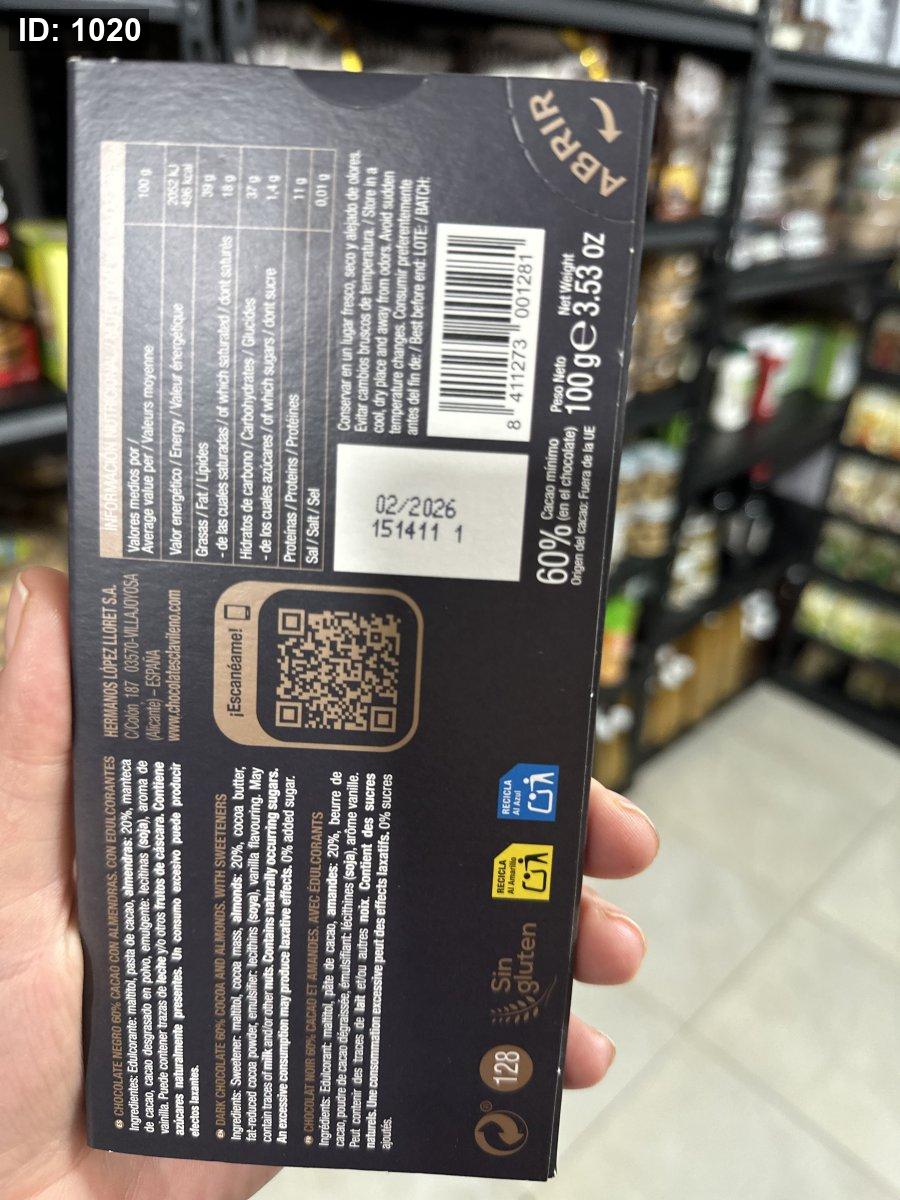 ID: 1020
CHOCOLATE NEGRO 60% CACAO CON ALMENDRAS. CON EDULCORANTES
Ingredientes: Edulcorante: maltitol, pasta de cacao, almendras: 20%, manteca
de cacao, cacao desgrasado en polvo, emulgente: lecitinas (soja), aroma de
vainilla. Puede contener trazas de leche y/o otros frutos de cáscara. Contiene
azúcares naturalmente presentes. Un consumo excesivo puede producir
efectos laxantes.
DARK CHOCOLATE 60% COCOA AND ALMONDS. WITH SWEETENERS
Ingredients: Sweetener: maltitol, cocoa mass, almonds: 20%, cocoa butter,
fat-reduced cocoa powder, emulsifier: lecithins (soya), vanilla flavouring. May
contain traces of milk and/or other nuts. Contains naturally occurring sugars.
An excessive consumption may produce laxative effects. 0% added sugar.
CHOCOLAT NOIR 60% CACAO ET AMANDES. AVEC ÉDULCORANTS
Ingrédients: Edulcorant: maltitol, pâte de cacao, amandes: 20%, beurre de
cacao, poudre de cacao dégraissée, émulsifiant: lécithines (soja), arôme vanille.
Peut contenir des traces de lait et/ou autres noix. Contient des sucres
naturels. Une consommation excessive peut des effects laxatifs. 0% sucres
ajoutés.
128
Sin
gluten
RECICLA
Al Amarillo
RECICLA
Al Azul
HERMANOS LÓPEZ LLORET S.A.
C/Colón 187 03570-VILLAJOYOSA
(Alicante) – ESPAÑA
www.chocolatesclavileno.com
¡Escanéame!
INFORMACIÓN NUTRICIONAL
Valores medios por / 100 g
Average value per / Valeurs moyenne
Valor energético / Energy / Valeur énergétique 2052 kJ
496 kcal
Grasas / Fat / Lipides 39 g
- de las cuales saturadas / of which saturated / dont saturés 18 g
Hidratos de carbono / Carbohydrates / Glucides 37 g
- de los cuales azúcares / of which sugars / dont sucre 1,4 g
Proteínas / Proteins / Protéines 11 g
Sal / Salt / Sel 0,01 g
Conservar en un lugar fresco, seco y alejado de olores.
Evitar cambios bruscos de temperatura. / Store in a
cool, dry place and away from odors. Avoid sudden
temperature changes. Consumir preferentemente
antes del fin de: / Best before end: LOTE: / BATCH:
02/2026
151411 1
8 411273 001281
60% Cacao mínimo
(en el chocolate)
Origen del cacao: Fuera de la UE
Peso Neto Net Weight
100 g e 3.53 oz
ABRIR